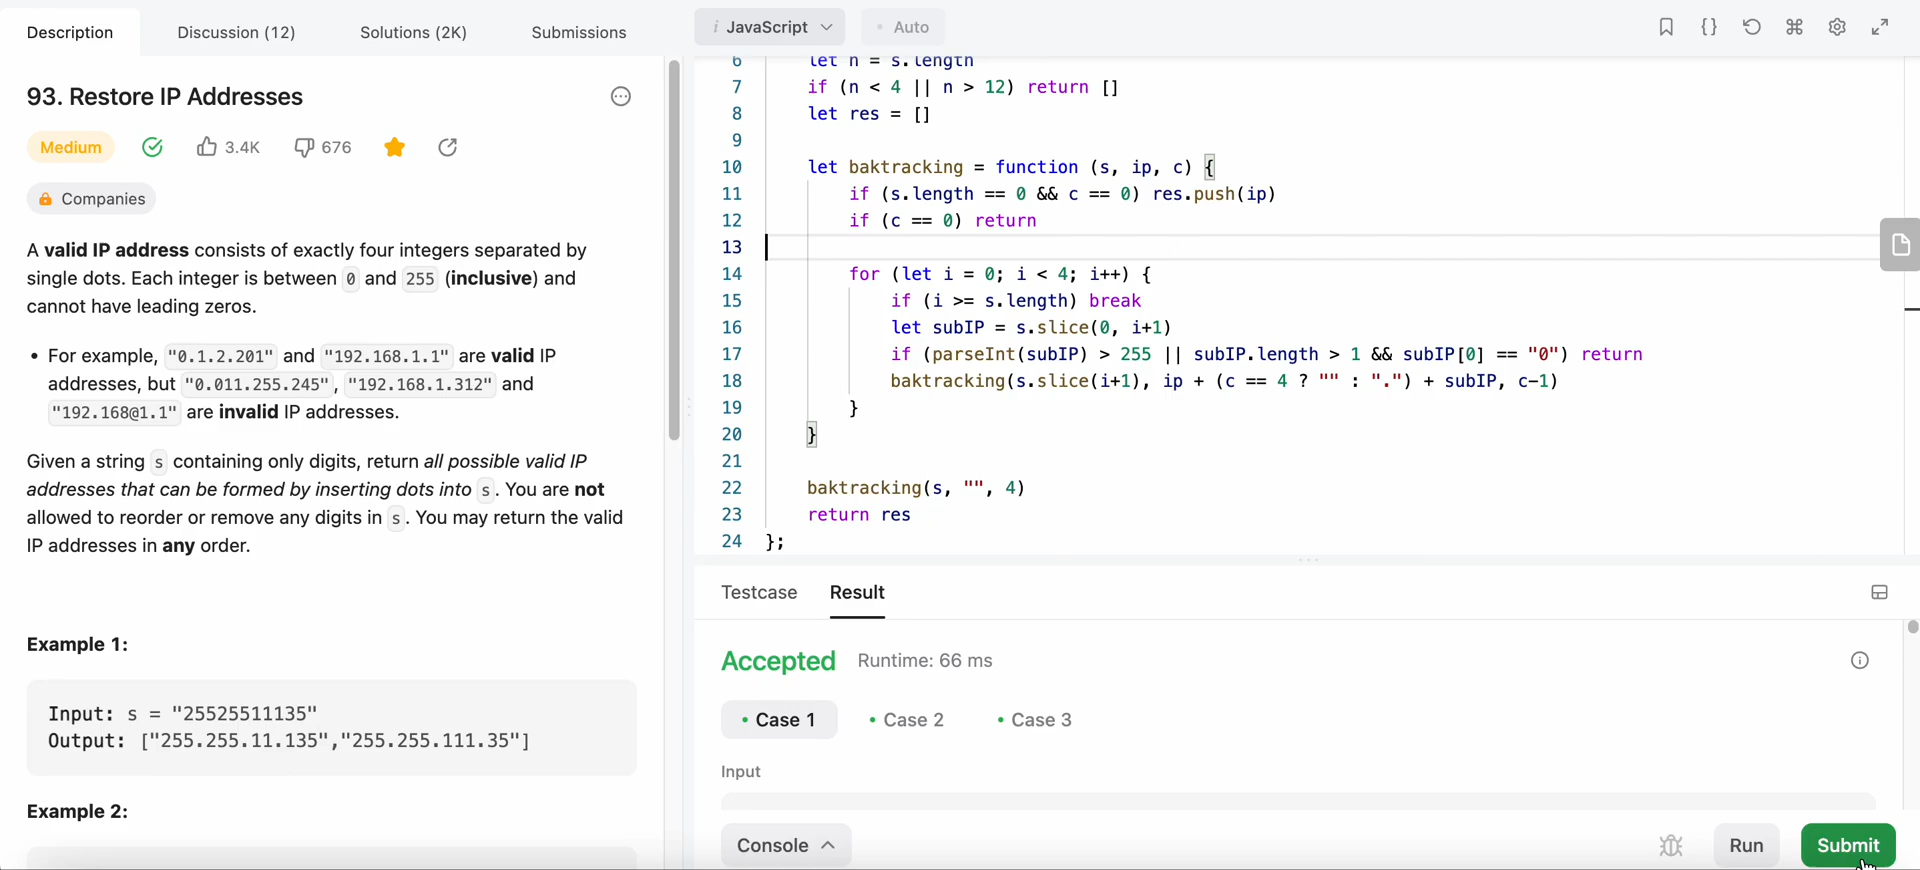 Description
Discussion (12)
Solutions (2K)
Submissions
93. Restore IP Addresses
Medium
3.4K
676
Companies
A valid IP address consists of exactly four integers separated by
single dots. Each integer is between 0 and 255 (inclusive) and
cannot have leading zeros.
• For example, "0.1.2.201" and "192.168.1.1" are valid IP
addresses, but "0.011.255.245", "192.168.1.312" and
"192.168@1.1" are invalid IP addresses.
Given a string s containing only digits, return all possible valid IP
addresses that can be formed by inserting dots into s. You are not
allowed to reorder or remove any digits in s. You may return the valid
IP addresses in any order.
Example 1:
Input: s = "25525511135"
Output: ["255.255.11.135","255.255.111.35"]
Example 2:
i JavaScript
• Auto
6 let n = s.length
7 if (n < 4 || n > 12) return []
8 let res = []
9
10 let baktracking = function (s, ip, c) {
11 if (s.length == 0 && c == 0) res.push(ip)
12 if (c == 0) return
13
14 for (let i = 0; i < 4; i++) {
15 if (i >= s.length) break
16 let subIP = s.slice(0, i+1)
17 if (parseInt(subIP) > 255 || subIP.length > 1 && subIP[0] == "0") return
18 baktracking(s.slice(i+1), ip + (c == 4 ? "" : ".") + subIP, c-1)
19 }
20 }
21
22 baktracking(s, "", 4)
23 return res
24 };
Testcase
Result
Accepted Runtime: 66 ms
• Case 1
• Case 2
• Case 3
Input
Console
Run
Submit